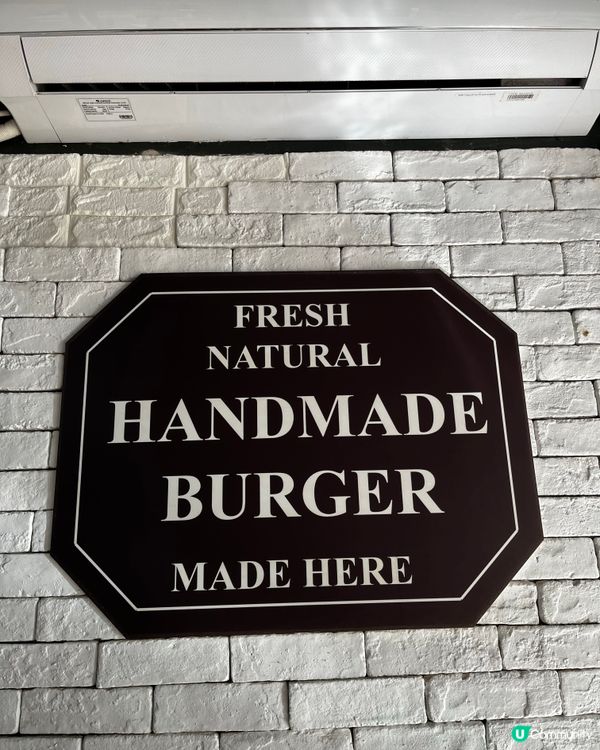 FRESH
NATURAL
HANDMADE
BURGER
MADE HERE
U Community